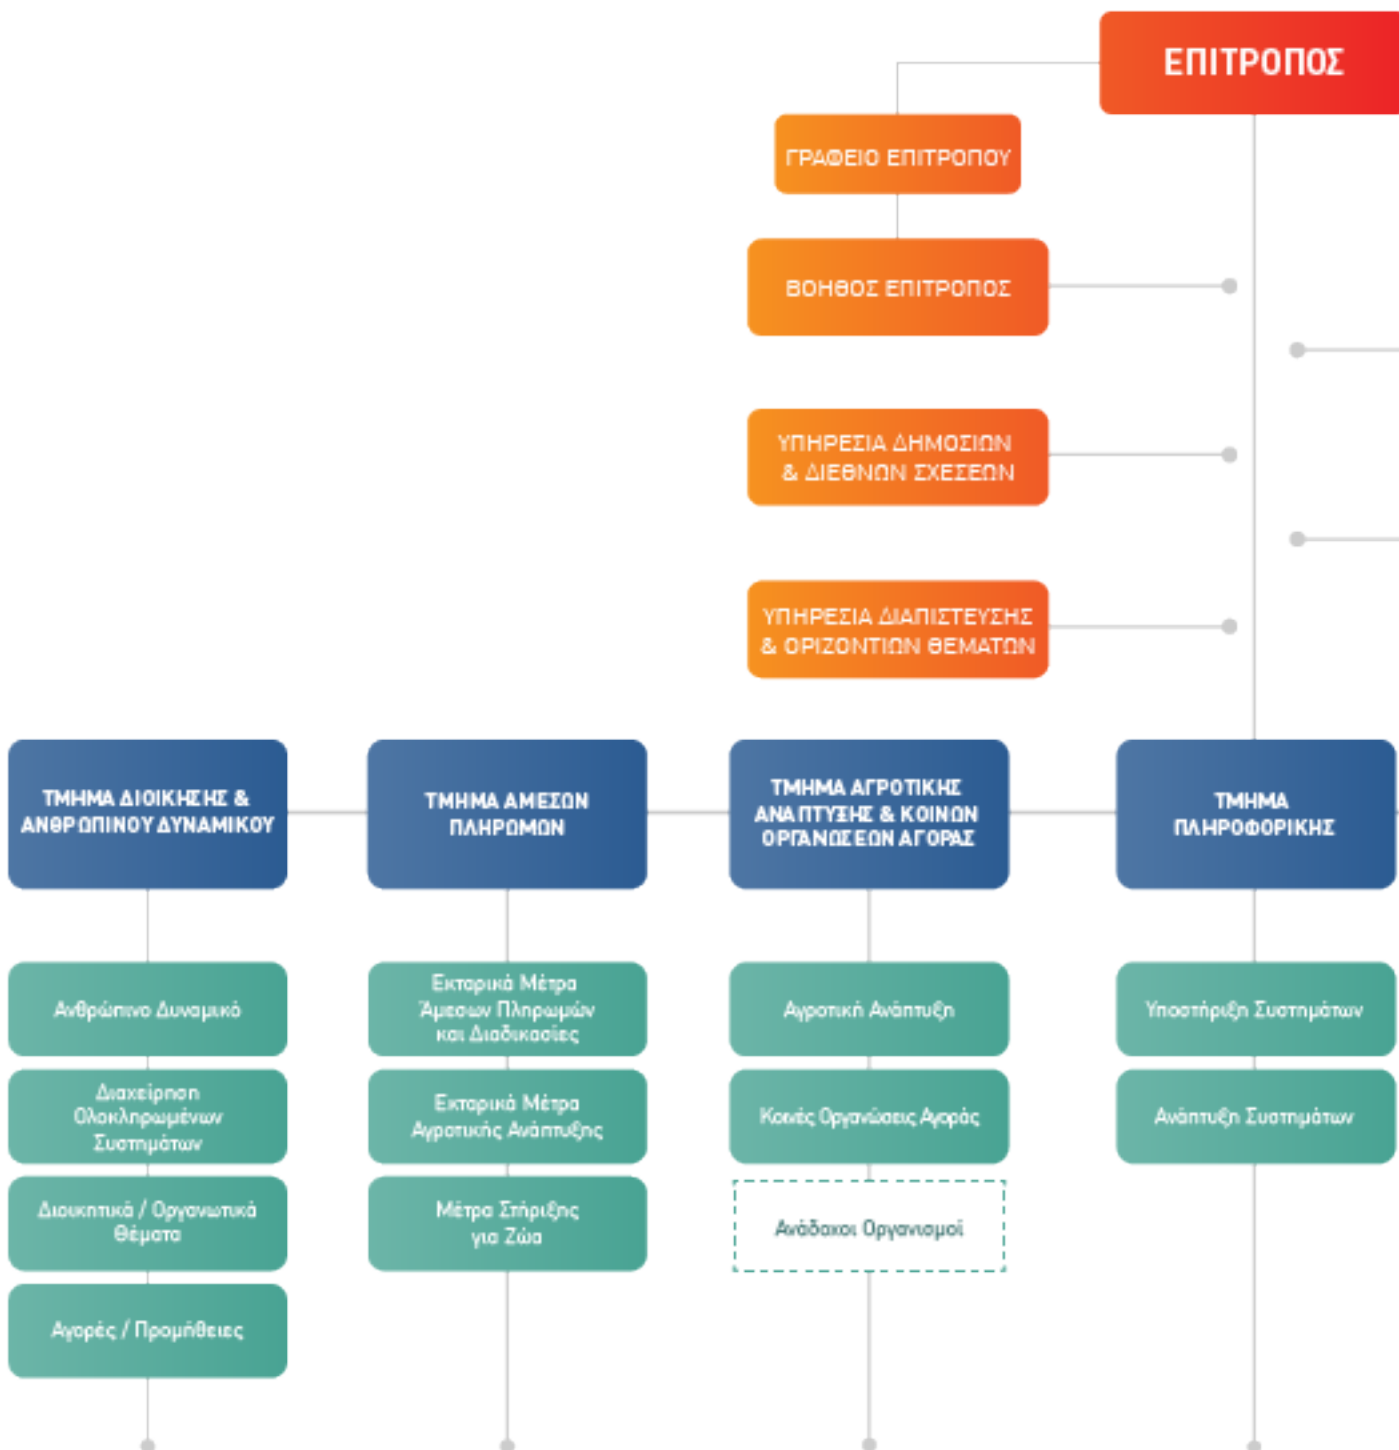 ΕΠΙΤΡΟΠΟΣ
ΓΡΑΦΕΙΟ ΕΠΙΤΡΟΠΟΥ
ΒΟΗΘΟΣ ΕΠΙΤΡΟΠΟΣ
ΥΠΗΡΕΣΙΑ ΔΗΜΟΣΙΩΝ
& ΔΙΕΘΝΩΝ ΣΧΕΣΕΩΝ
ΥΠΗΡΕΣΙΑ ΔΙΑΠΙΣΤΕΥΣΗΣ
& ΟΡΙΖΟΝΤΙΩΝ ΘΕΜΑΤΩΝ
ΤΜΗΜΑ ΔΙΟΙΚΗΣΗΣ &
ΑΝΘΡΩΠΙΝΟΥ ΔΥΝΑΜΙΚΟΥ
ΤΜΗΜΑ ΑΜΕΣΩΝ
ΠΛΗΡΩΜΩΝ
ΤΜΗΜΑ ΑΓΡΟΤΙΚΗΣ
ΑΝΑΠΤΥΞΗΣ & ΚΟΙΝΩΝ
ΟΡΓΑΝΩΣΕΩΝ ΑΓΟΡΑΣ
ΤΜΗΜΑ
ΠΛΗΡΟΦΟΡΙΚΗΣ
Ανθρώπινο Δυναμικό
Διαχείρηση
Ολοκληρωμένων
Συστημάτων
Διοικητικά / Οργανωτικά
Θέματα
Αγορές / Προμήθειες
Εκταρικά Μέτρα
Άμεσων Πληρωμών
και Διαδικασίες
Εκταρικά Μέτρα
Αγροτικής Ανάπτυξης
Μέτρα Στήριξης
για Ζώα
Αγροτική Ανάπτυξη
Κοινές Οργανώσεις Αγοράς
Ανάδοχοι Οργανισμοί
Υποστήριξη Συστημάτων
Ανάπτυξη Συστημάτων